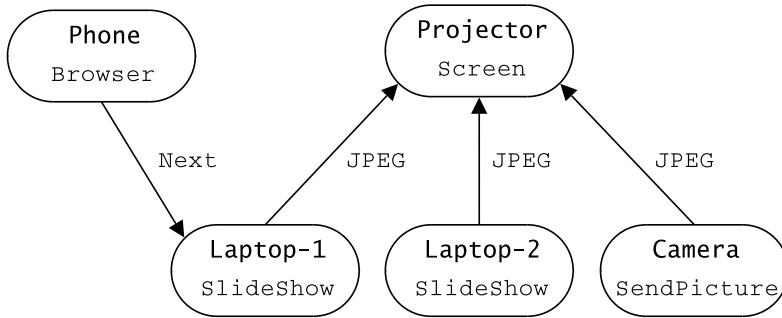 Phone
Browser
Projector
Screen
Next
JPEG
JPEG
JPEG
Laptop-1
SlideShow
Laptop-2
SlideShow
Camera
SendPicture